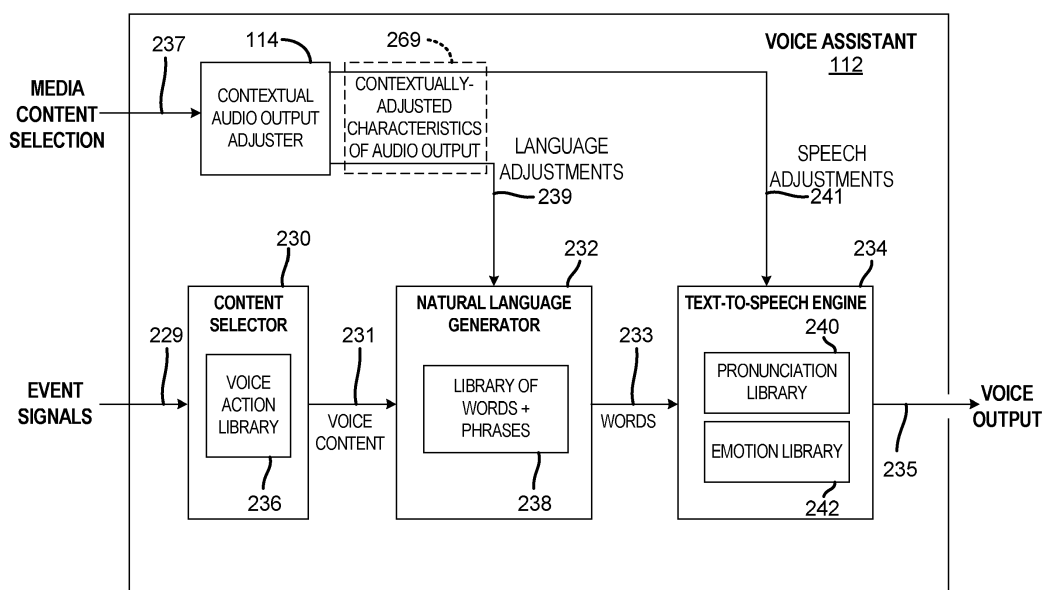 237
114
269
VOICE ASSISTANT
112
MEDIA
CONTENT
SELECTION
CONTEXTUAL
AUDIO OUTPUT
ADJUSTER
CONTEXTUALLY-
ADJUSTED
CHARACTERISTICS
OF AUDIO OUTPUT
LANGUAGE
ADJUSTMENTS
239
SPEECH
ADJUSTMENTS
241
230
232
234
CONTENT
SELECTOR
NATURAL LANGUAGE
GENERATOR
TEXT-TO-SPEECH ENGINE
229
231
233
240
EVENT
SIGNALS
VOICE
ACTION
LIBRARY
VOICE
CONTENT
LIBRARY OF
WORDS +
PHRASES
WORDS
PRONUNCIATION
LIBRARY
EMOTION LIBRARY
VOICE
OUTPUT
235
236
238
242